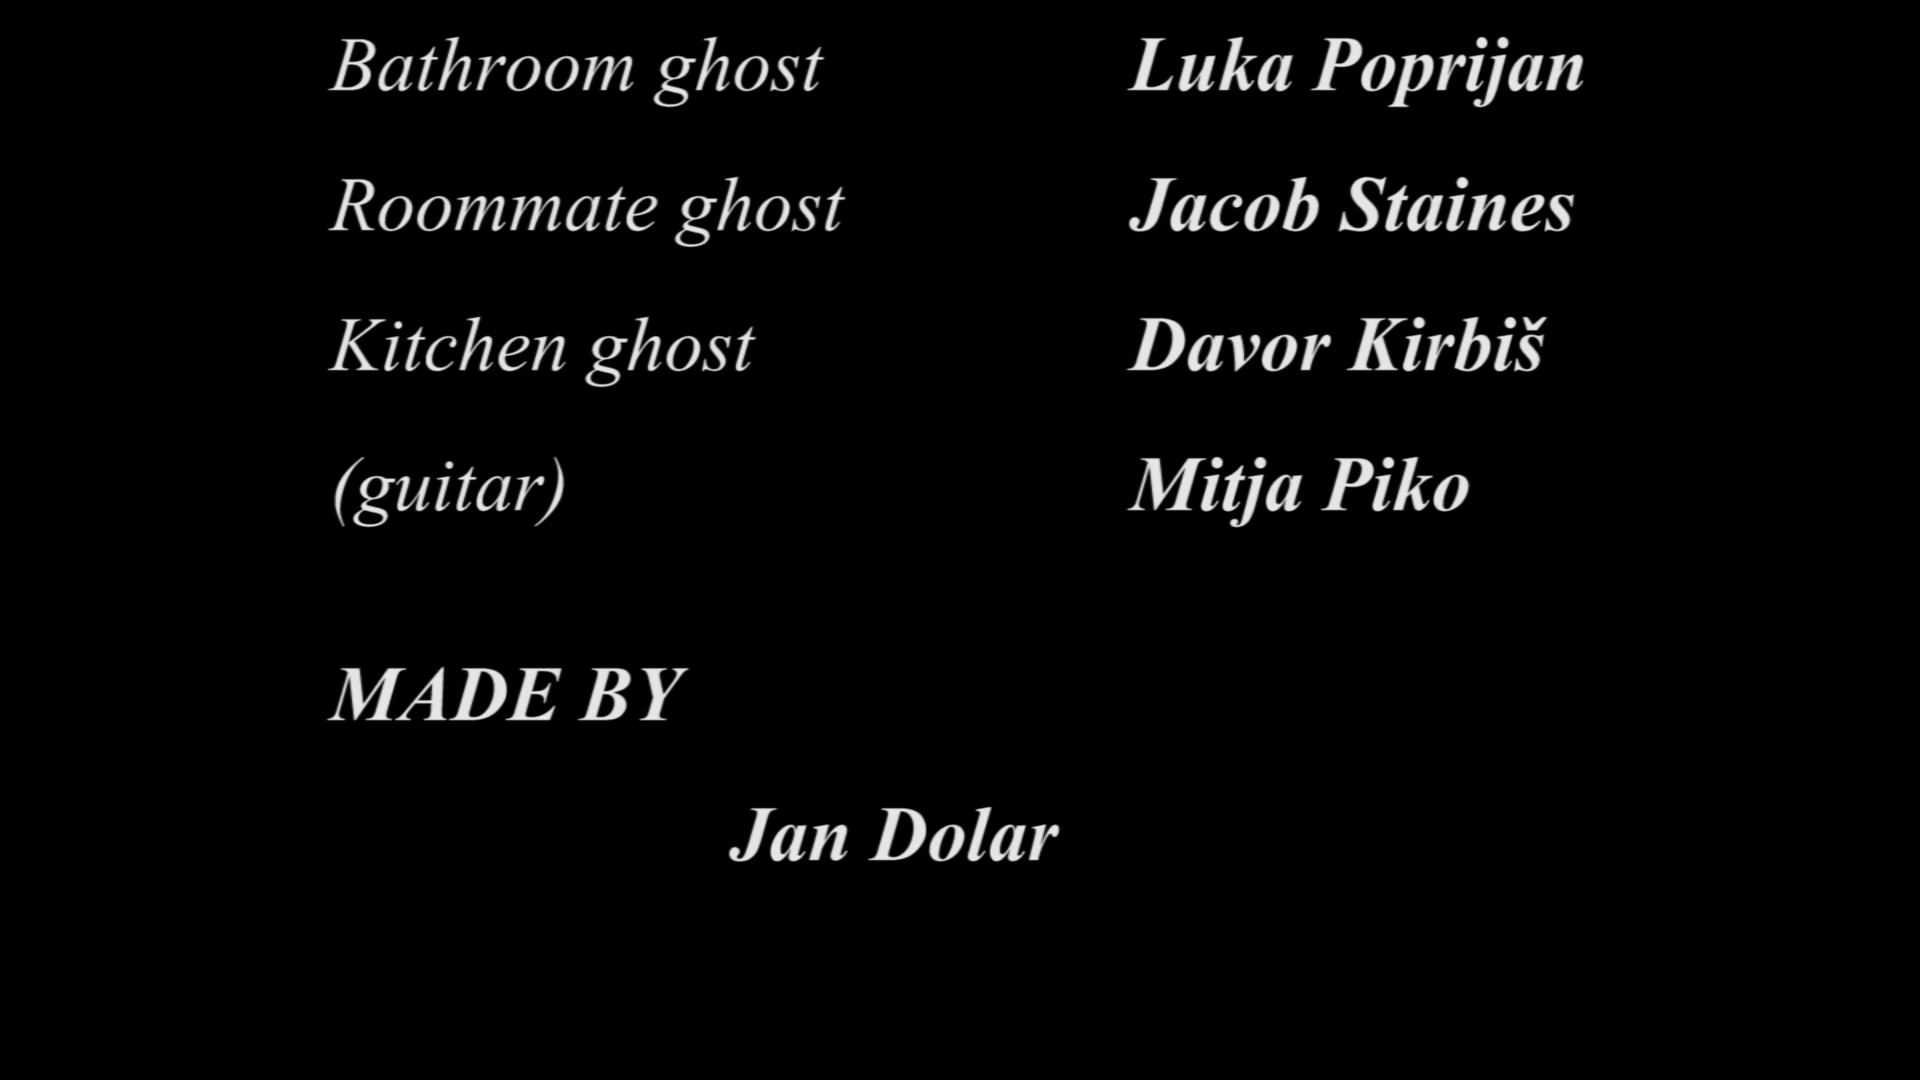 Bathroom ghost Luka Poprijan
Roommate ghost Jacob Staines
Kitchen ghost Davor Kirbiš
(guitar) Mitja Piko
MADE BY
Jan Dolar